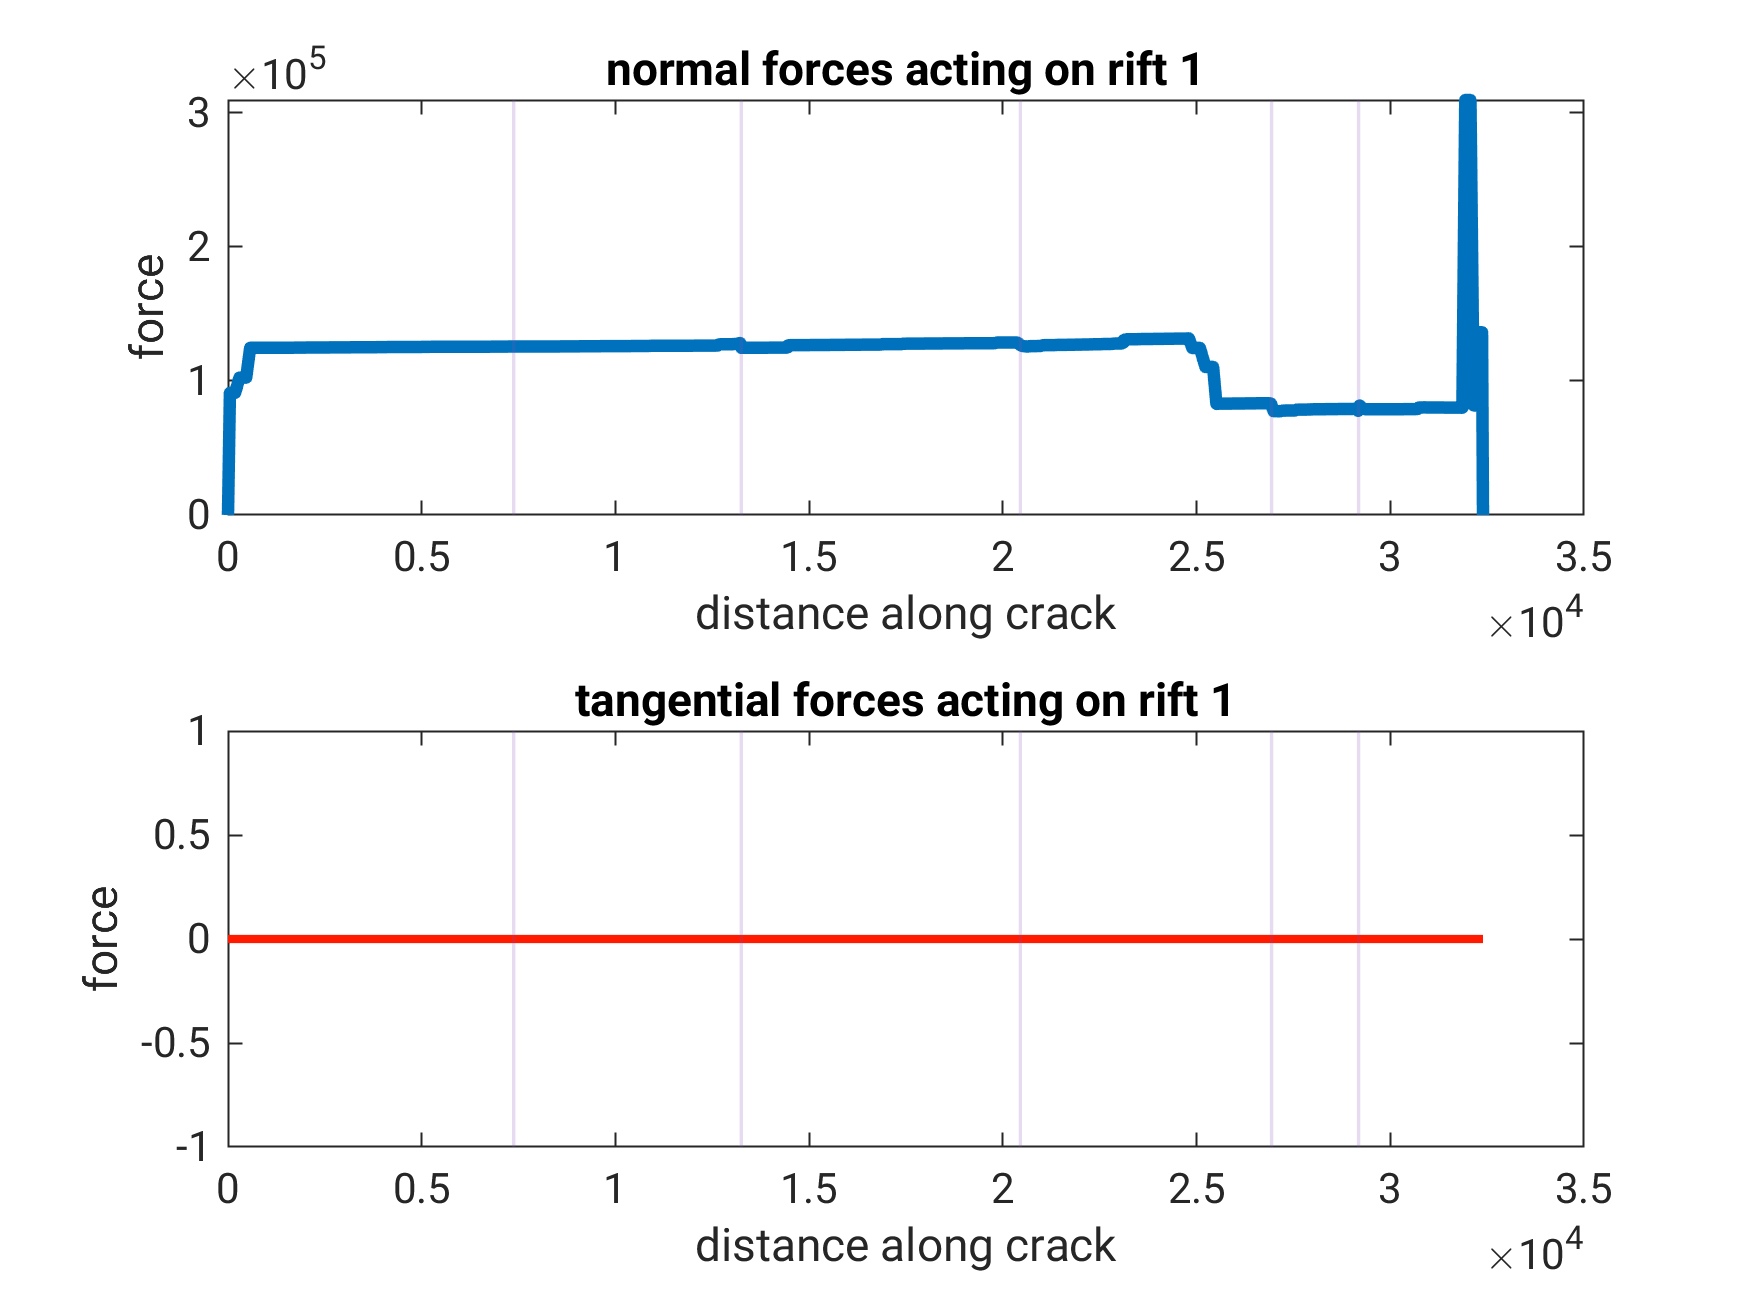 ×10^5
normal forces acting on rift 1
3
2
1
0
force
0 0.5 1 1.5 2 2.5 3 3.5
distance along crack
×10^4
tangential forces acting on rift 1
1
0.5
0
-0.5
-1
force
0 0.5 1 1.5 2 2.5 3 3.5
distance along crack
×10^4